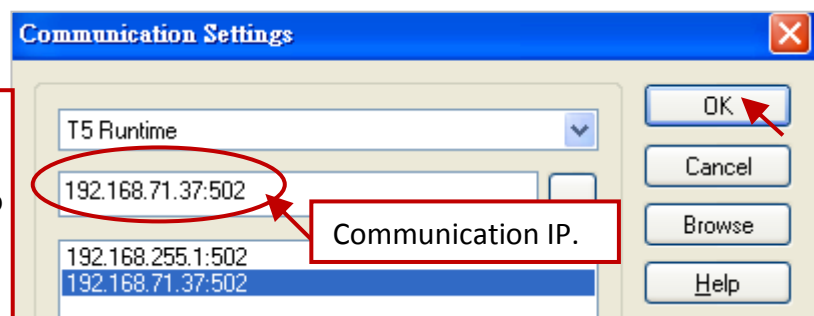 Communication Settings
T5 Runtime
OK
192.168.71.37:502
Cancel
Communication IP.
Browse
192.168.255.1:502
192.168.71.37:502
Help